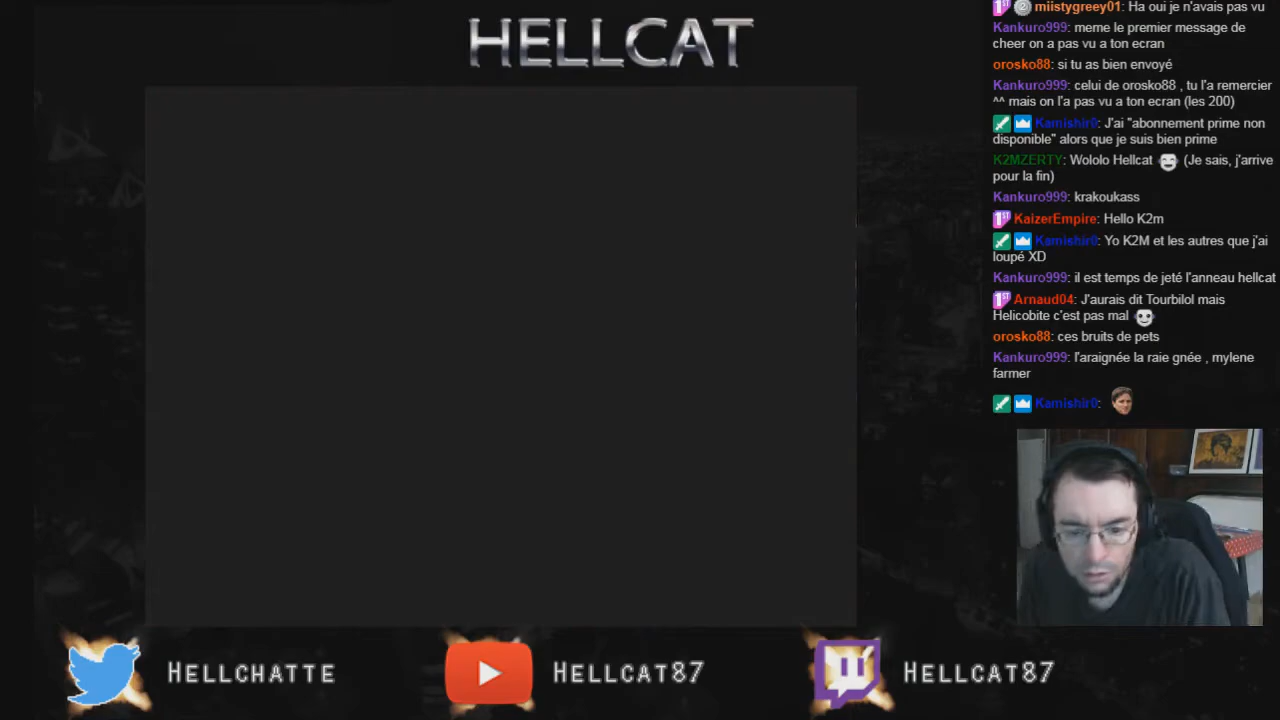 HELLCAT
miistygreey01: Ha oui je n'avais pas vu
Kankuro999: meme le premier message de
cheer on a pas vu a ton ecran
orosko88: si tu as bien envoyé
Kankuro999: celui de orosko88 , tu l'a remercier
^^ mais on l'a pas vu a ton ecran (les 200)
Kamishir0: J'ai "abonnement prime non
disponible" alors que je suis bien prime
K2MZERTY: Wololo Hellcat (Je sais, j'arrive
pour la fin)
Kankuro999: krakoukass
KaizerEmpire: Hello K2m
Kamishir0: Yo K2M et les autres que j'ai
loupé XD
Kankuro999: il est temps de jeté l'anneau hellcat
Arnaud04: J'aurais dit Tourbilol mais
Helicobite c'est pas mal
orosko88: ces bruits de pets
Kankuro999: l'araignée la raie gnée , mylene
farmer
Kamishir0:
HELLCHATTE
HELLCAT87
HELLCAT87